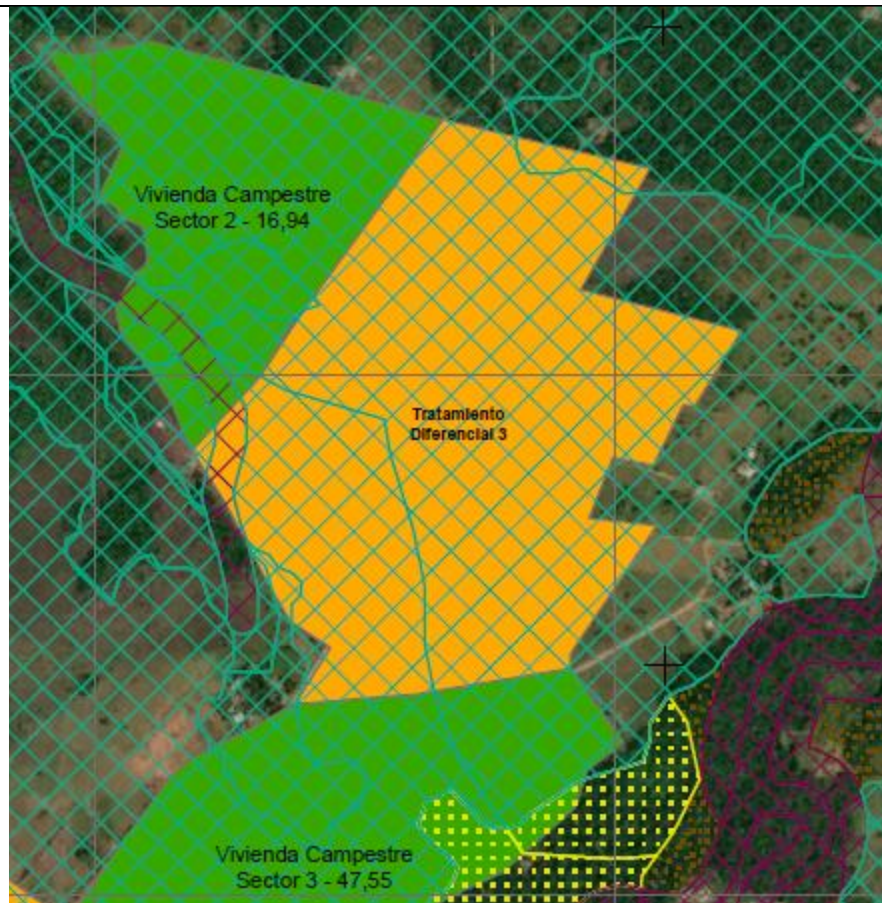 Vivienda Campestre
Sector 2 - 16,94
Tratamiento
Diferencial 3
Vivienda Campestre
Sector 3 - 47,55